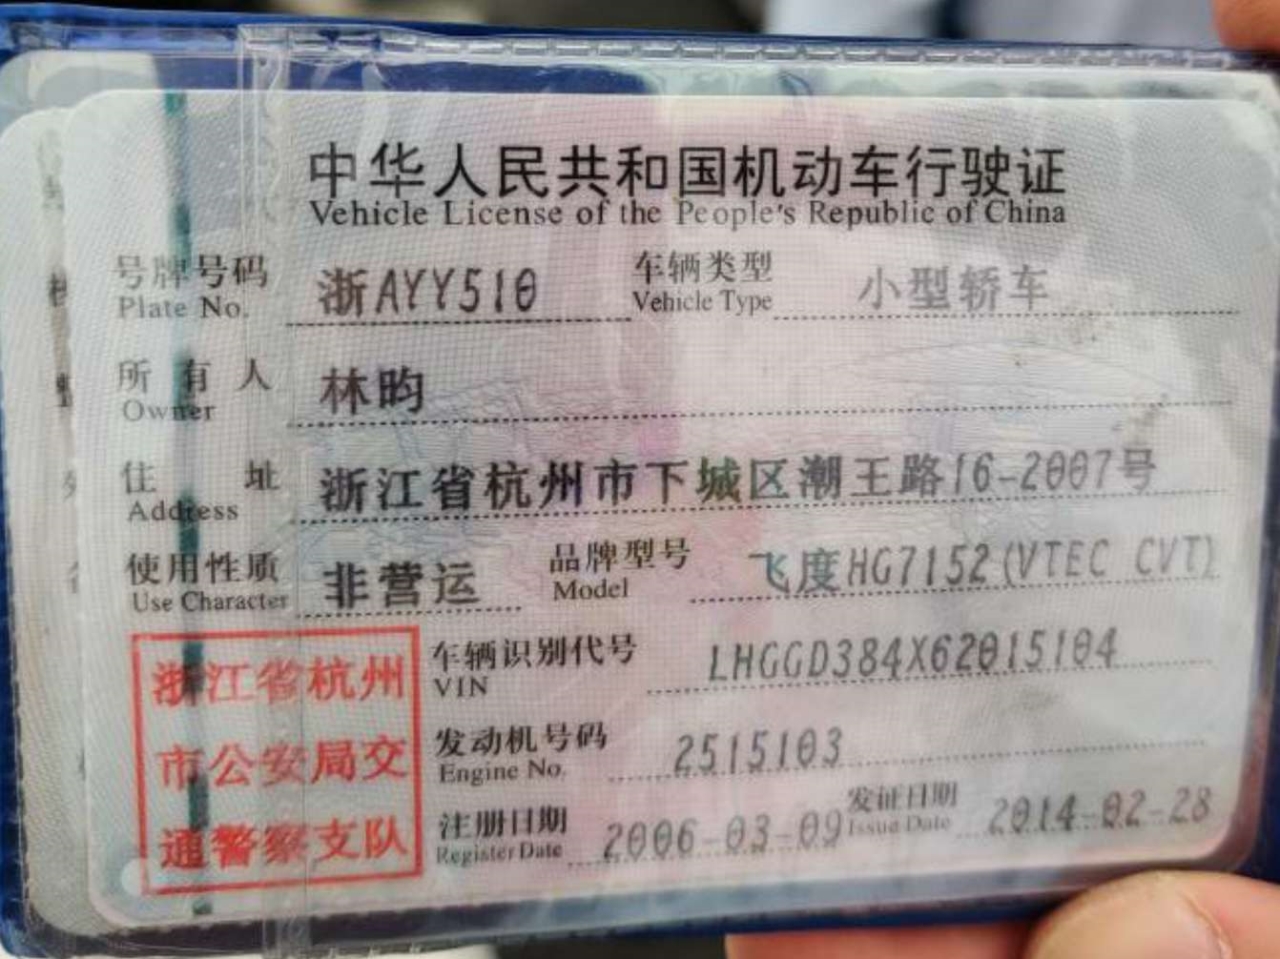 中华人民共和国机动车行驶证
Vehicle License of the People's Republic of China
号牌号码 浙AYY510 车辆类型 小型轿车
Plate No. Vehicle Type
所有人 林昀
Owner
住址 浙江省杭州市下城区潮王路16-2007号
Address
使用性质 非营运 品牌型号 飞度HG7152(VTEC CVT)
Use Character Model
浙江省杭州
市公安局交
通警察支队
车辆识别代号 LHGGD384X62015104
VIN
发动机号码 2515103
Engine No.
注册日期 2006-03-09 发证日期 2014-02-28
Register Date Issue Date